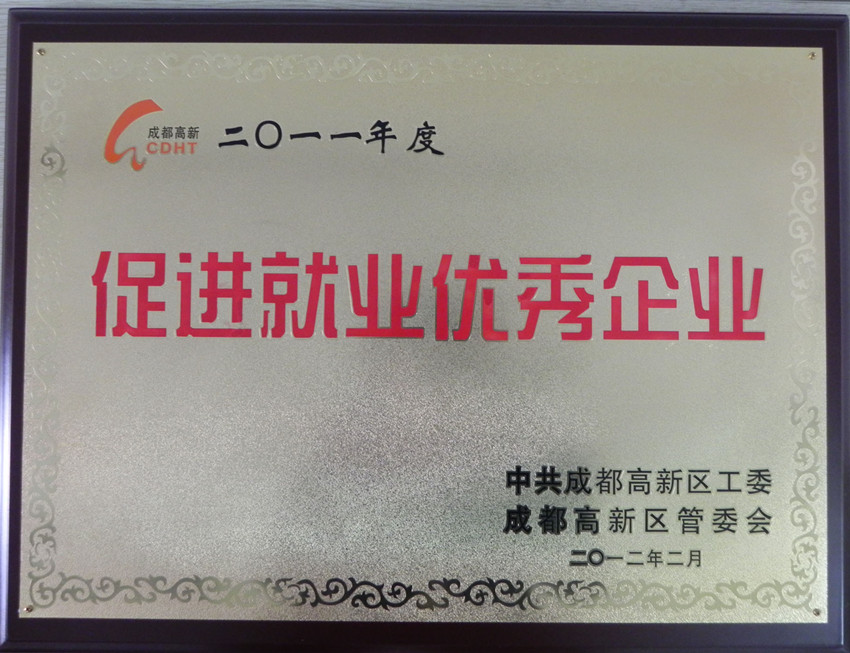 成都高新
CDHT
二〇一一年度
促进就业优秀企业
中共成都高新区工委
成都高新区管委会
二〇一二年二月